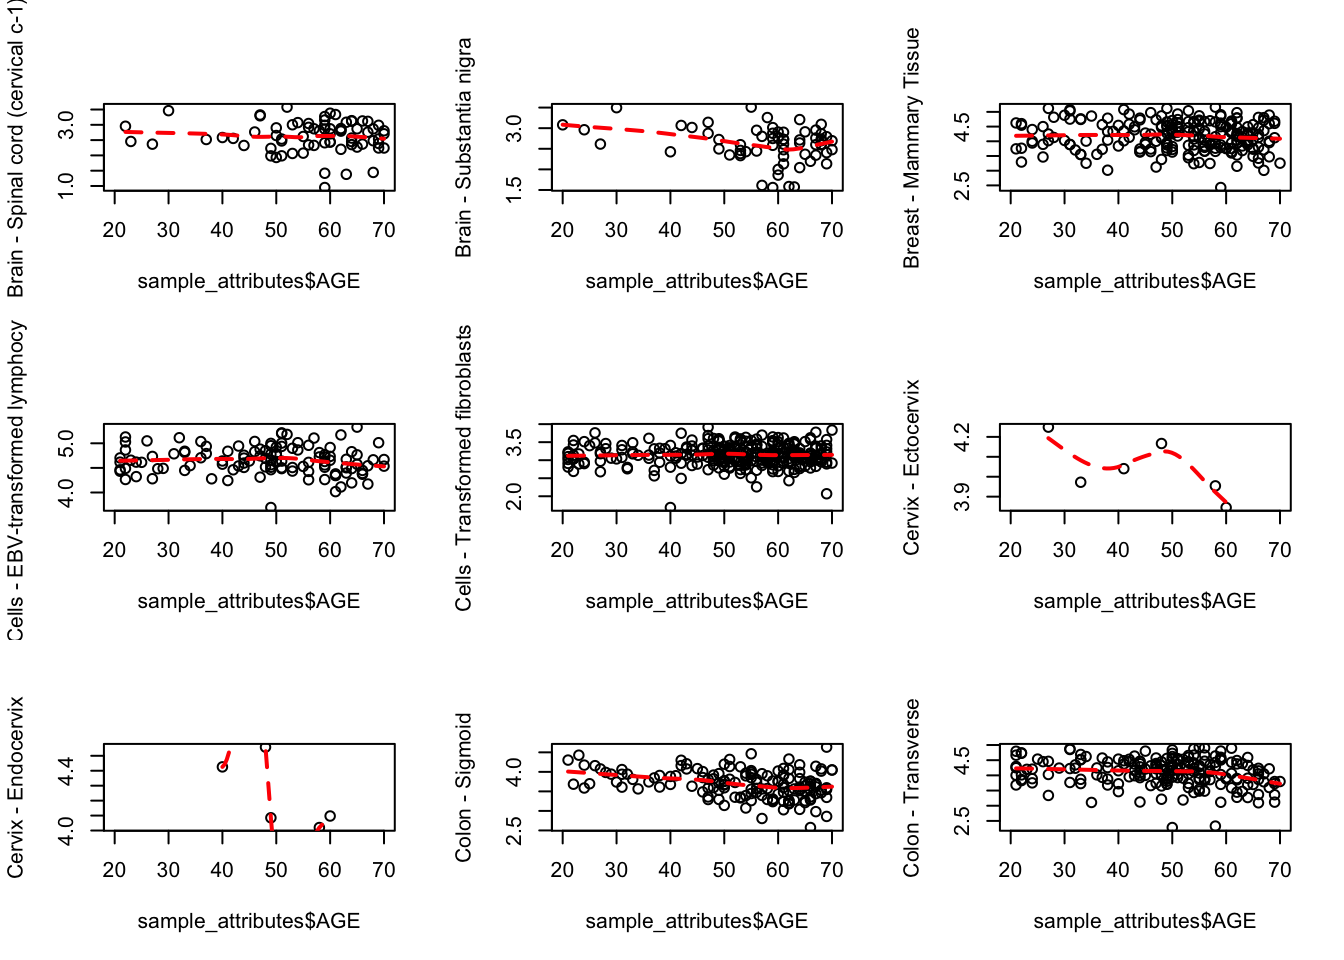 Brain - Spinal cord (cervical c-1)
1.0 3.0
20 30 40 50 60 70
sample_attributes$AGE
Brain - Substantia nigra
1.5 3.0
20 30 40 50 60 70
sample_attributes$AGE
Breast - Mammary Tissue
2.5 4.5
20 30 40 50 60 70
sample_attributes$AGE
Cells - EBV-transformed lymphocy
4.0 5.0
20 30 40 50 60 70
sample_attributes$AGE
Cells - Transformed fibroblasts
2.0 3.5
20 30 40 50 60 70
sample_attributes$AGE
Cervix - Ectocervix
3.9 4.2
20 30 40 50 60 70
sample_attributes$AGE
Cervix - Endocervix
4.0 4.4
20 30 40 50 60 70
sample_attributes$AGE
Colon - Sigmoid
2.5 4.0
20 30 40 50 60 70
sample_attributes$AGE
Colon - Transverse
2.5 4.5
20 30 40 50 60 70
sample_attributes$AGE